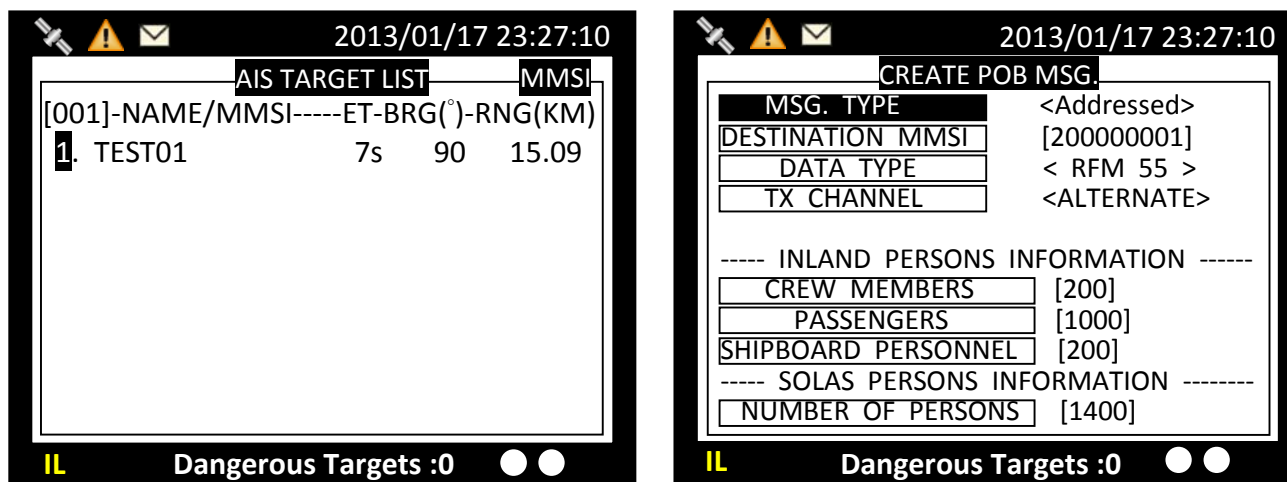 2013/01/17 23:27:10
AIS TARGET LIST MMSI
[001]-NAME/MMSI-----ET-BRG(°)-RNG(KM)
1. TEST01 7s 90 15.09
IL Dangerous Targets :0
2013/01/17 23:27:10
CREATE POB MSG.
MSG. TYPE <Addressed>
DESTINATION MMSI [200000001]
DATA TYPE < RFM 55 >
TX CHANNEL <ALTERNATE>
----- INLAND PERSONS INFORMATION ------
CREW MEMBERS [200]
PASSENGERS [1000]
SHIPBOARD PERSONNEL [200]
----- SOLAS PERSONS INFORMATION --------
NUMBER OF PERSONS [1400]
IL Dangerous Targets :0